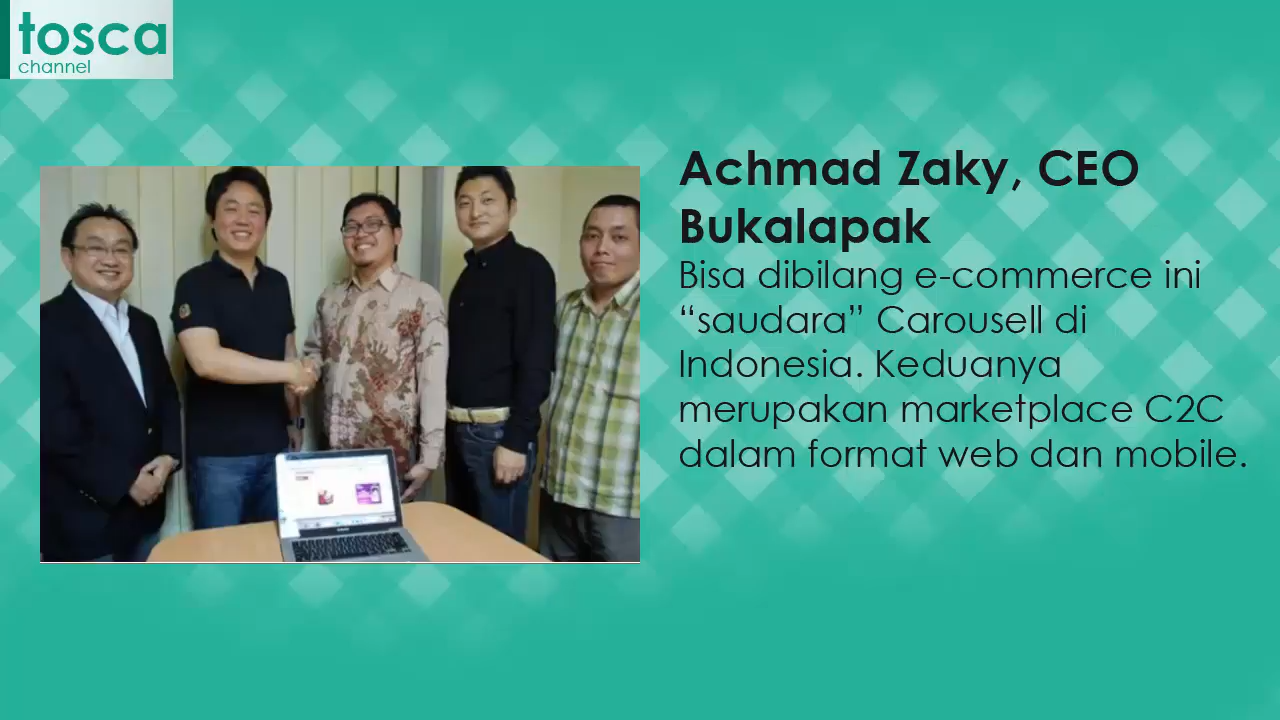 tosca
channel
Achmad Zaky, CEO
Bukalapak
Bisa dibilang e-commerce ini
“saudara” Carousell di
Indonesia. Keduanya
merupakan marketplace C2C
dalam format web dan mobile.